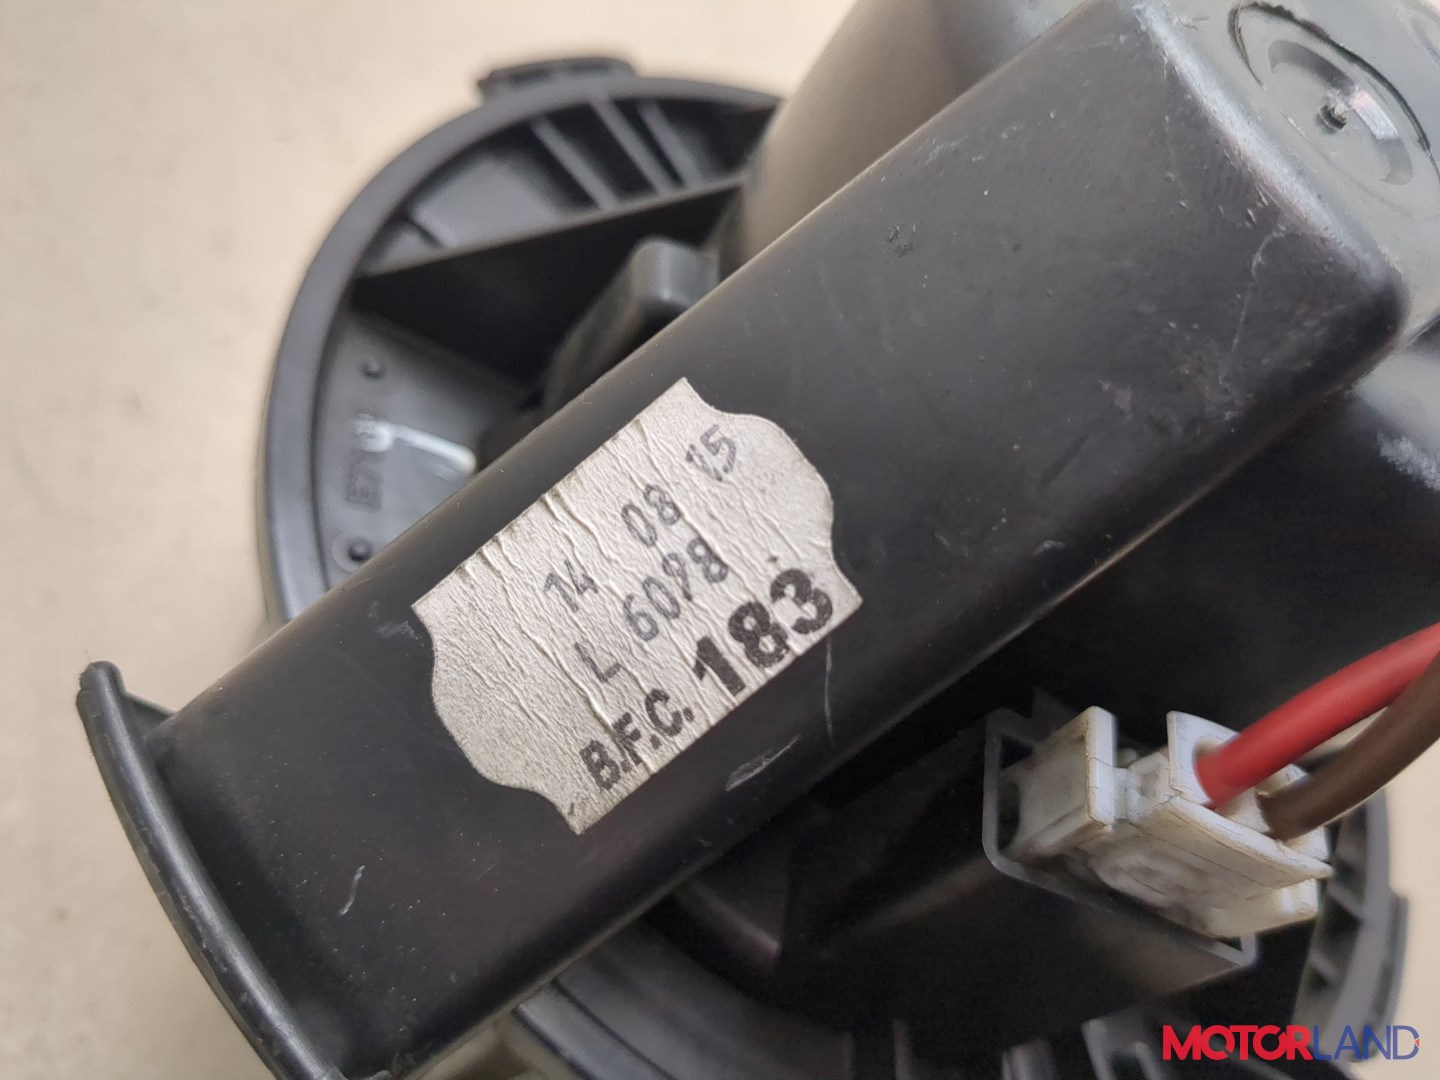 14 08 15
L 6098
B.F.C. 183
MOTORLAND